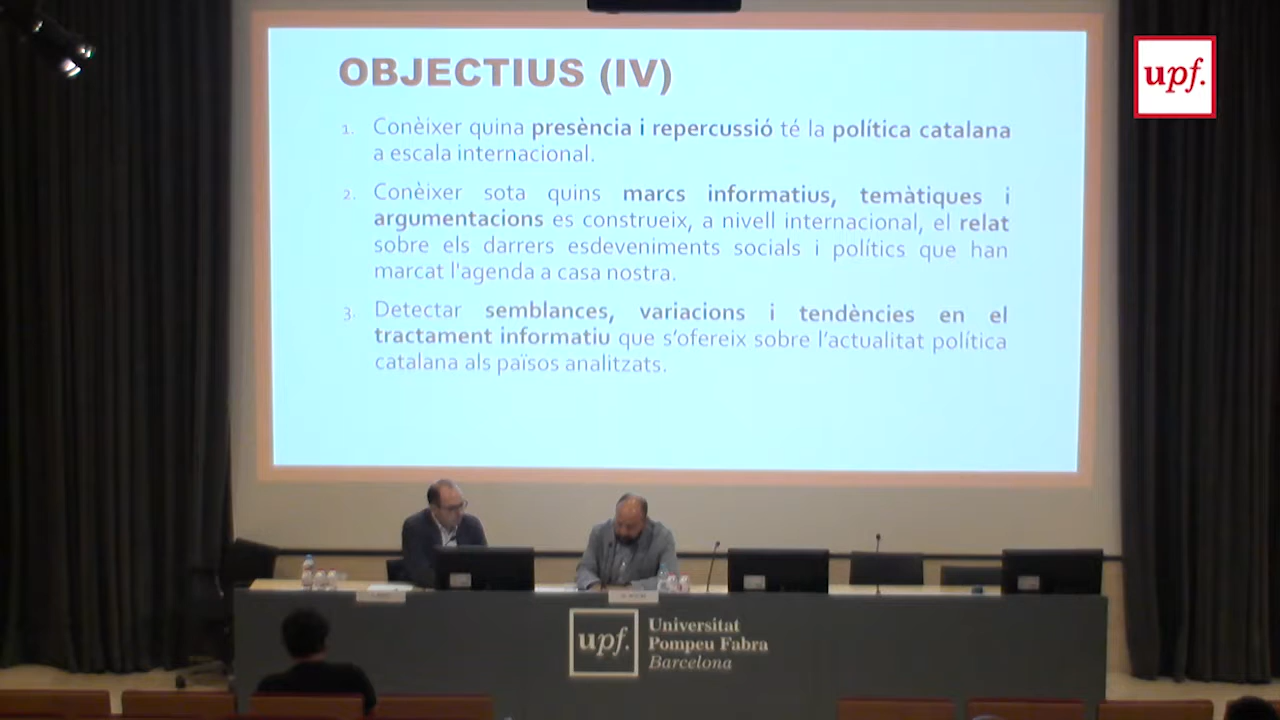 OBJECTIUS (IV)
upf.
1. Conèixer quina presència i repercussió té la política catalana
a escala internacional.
2. Conèixer sota quins marcs informatius, temàtiques i
argumentacions es construeix, a nivell internacional, el relat
sobre els darrers esdeveniments socials i polítics que han
marcat l'agenda a casa nostra.
3. Detectar semblances, variacions i tendències en el
tractament informatiu que s’ofereix sobre l’actualitat política
catalana als països analitzats.
upf.
Universitat
Pompeu Fabra
Barcelona